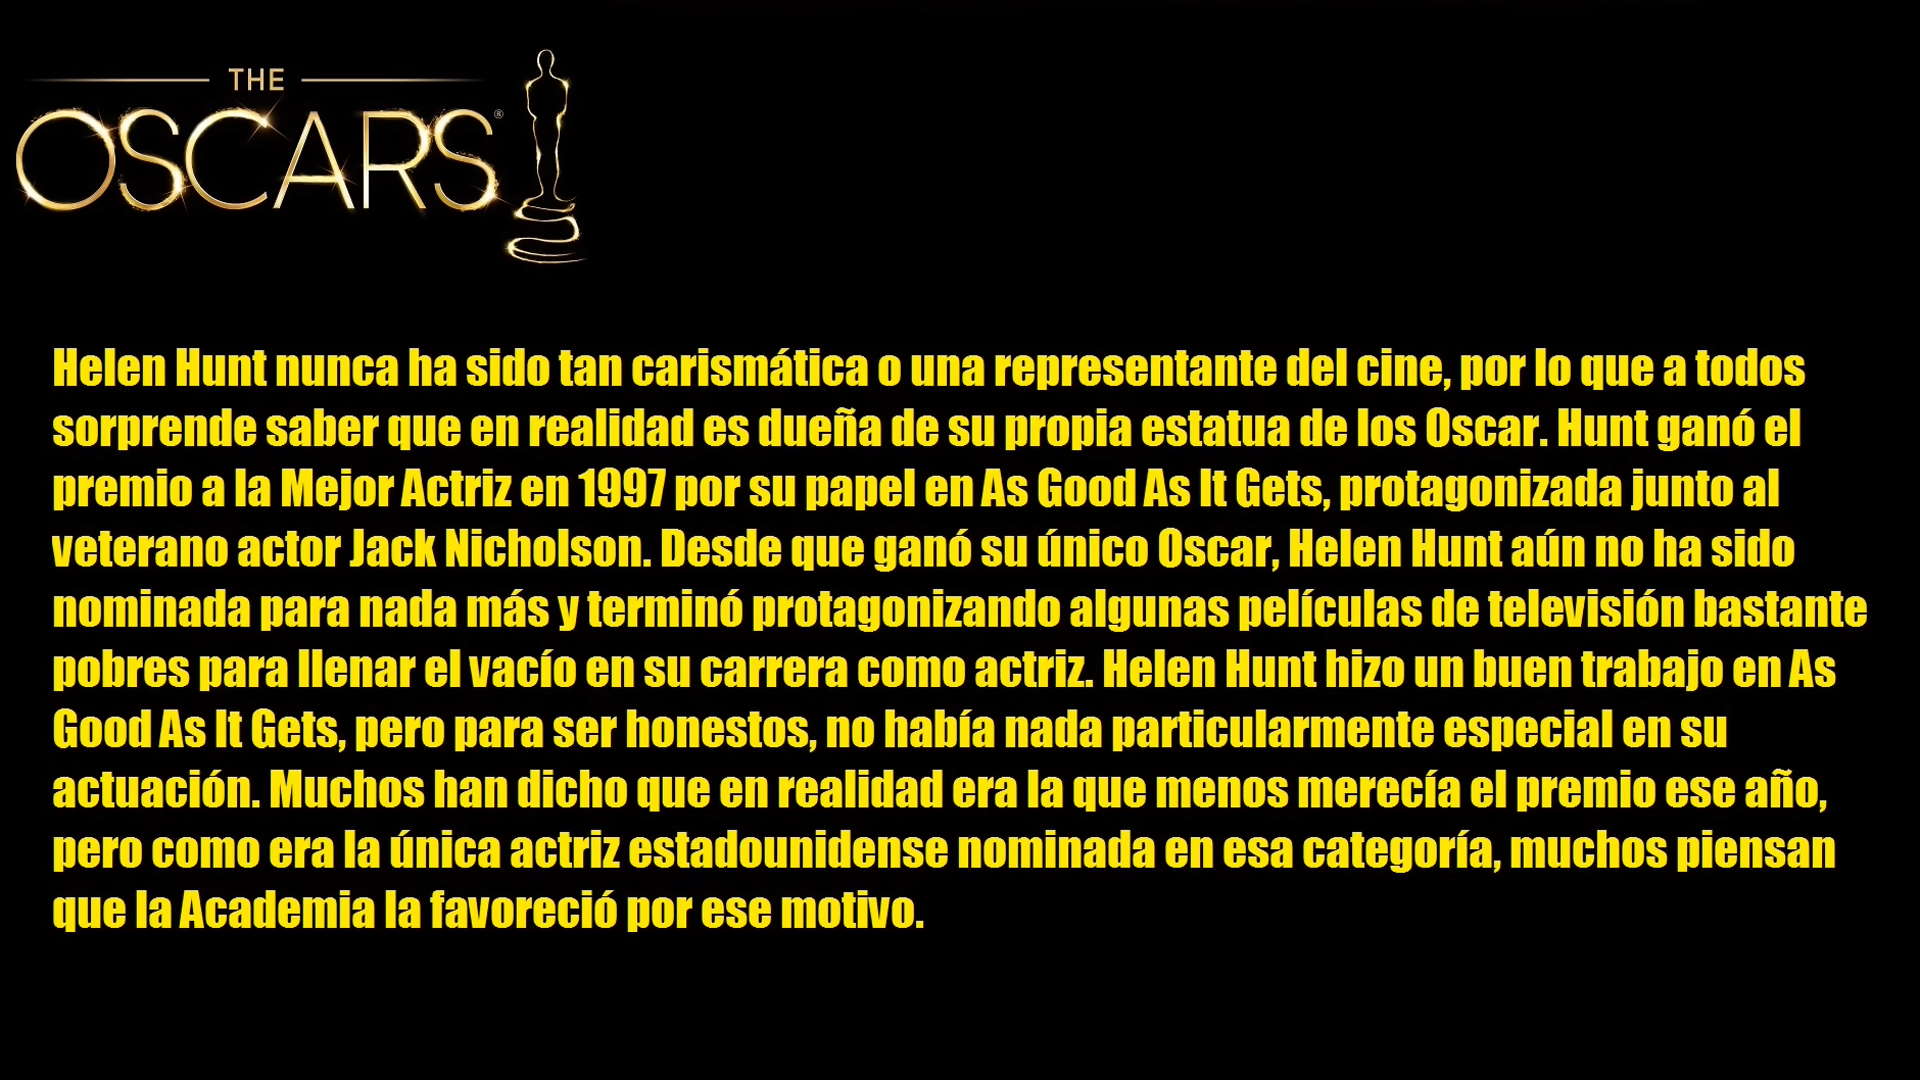 THE
OSCARS®
Helen Hunt nunca ha sido tan carismática o una representante del cine, por lo que a todos
sorprende saber que en realidad es dueña de su propia estatua de los Oscar. Hunt ganó el
premio a la Mejor Actriz en 1997 por su papel en As Good As It Gets, protagonizada junto al
veterano actor Jack Nicholson. Desde que ganó su único Oscar, Helen Hunt aún no ha sido
nominada para nada más y terminó protagonizando algunas películas de televisión bastante
pobres para llenar el vacío en su carrera como actriz. Helen Hunt hizo un buen trabajo en As
Good As It Gets, pero para ser honestos, no había nada particularmente especial en su
actuación. Muchos han dicho que en realidad era la que menos merecía el premio ese año,
pero como era la única actriz estadounidense nominada en esa categoría, muchos piensan
que la Academia la favoreció por ese motivo.